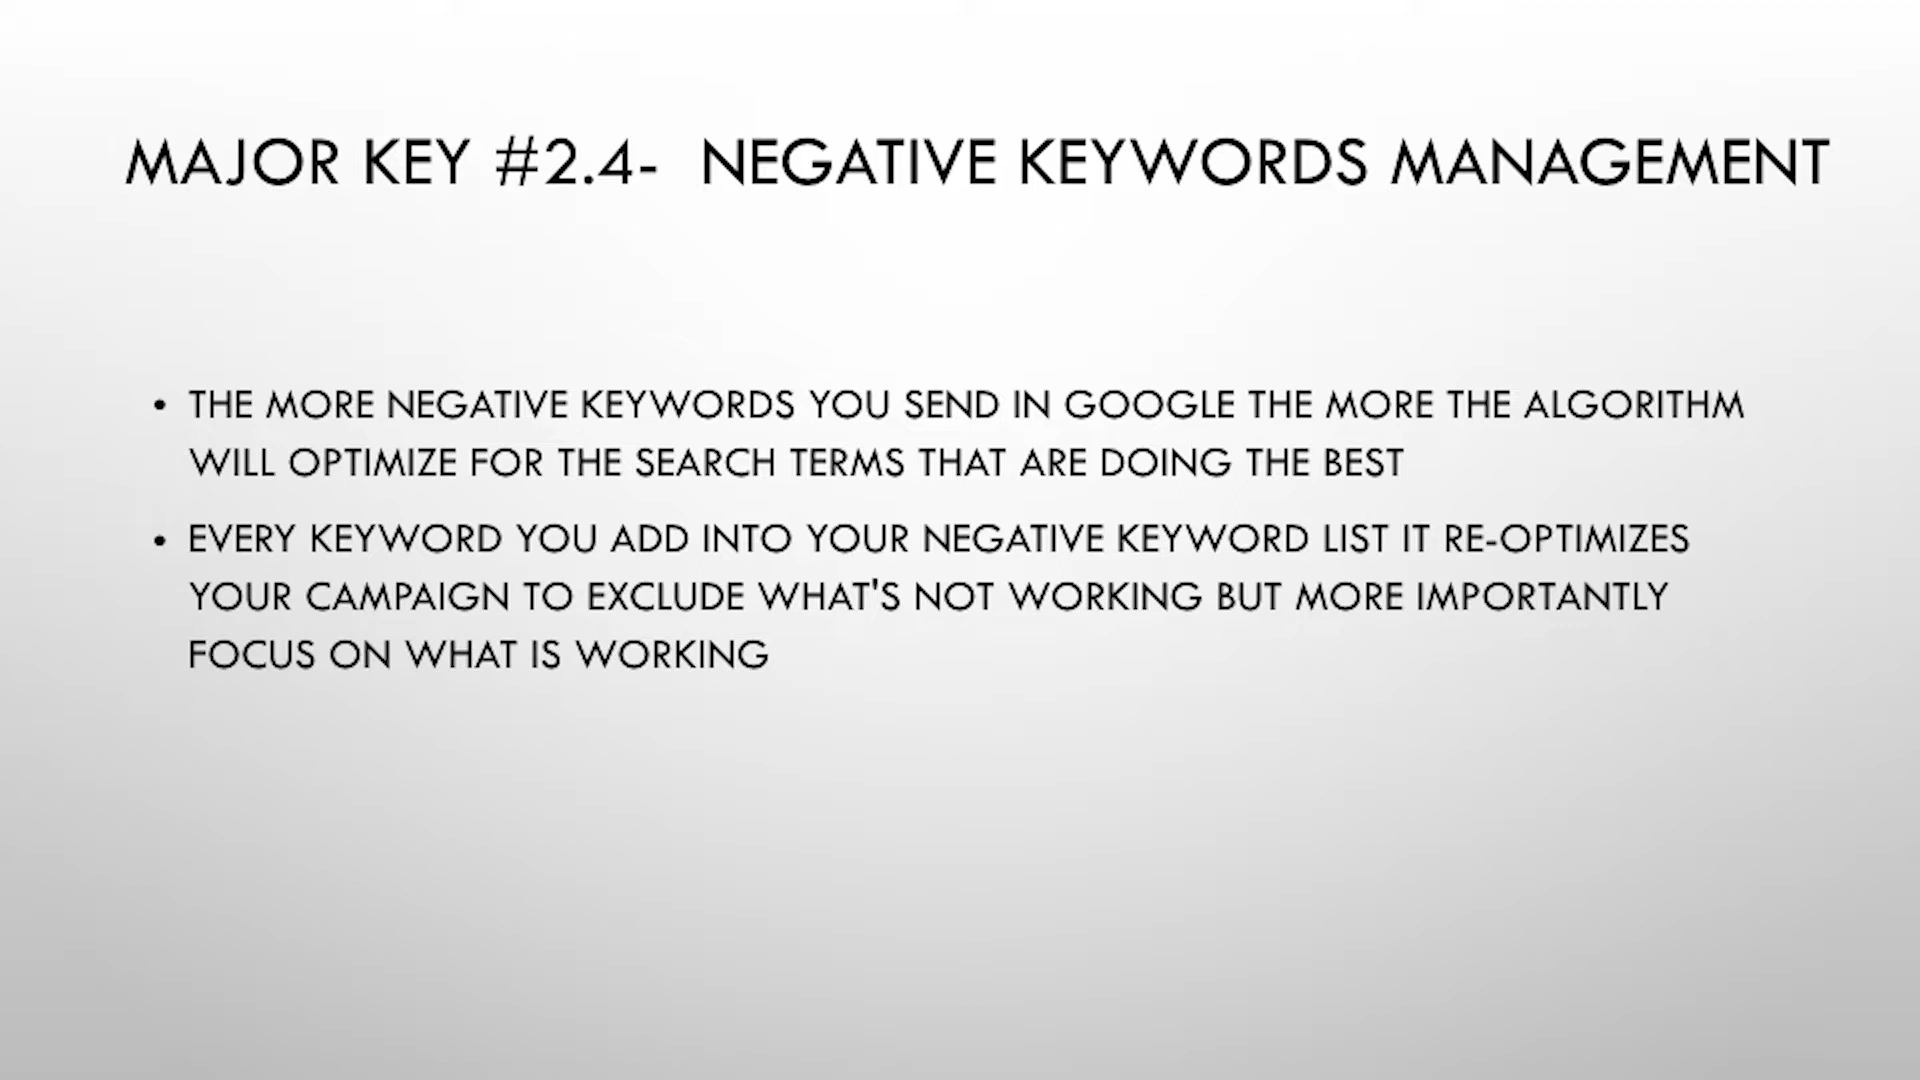 MAJOR KEY #2.4- NEGATIVE KEYWORDS MANAGEMENT
• THE MORE NEGATIVE KEYWORDS YOU SEND IN GOOGLE THE MORE THE ALGORITHM
WILL OPTIMIZE FOR THE SEARCH TERMS THAT ARE DOING THE BEST
• EVERY KEYWORD YOU ADD INTO YOUR NEGATIVE KEYWORD LIST IT RE-OPTIMIZES
YOUR CAMPAIGN TO EXCLUDE WHAT'S NOT WORKING BUT MORE IMPORTANTLY
FOCUS ON WHAT IS WORKING